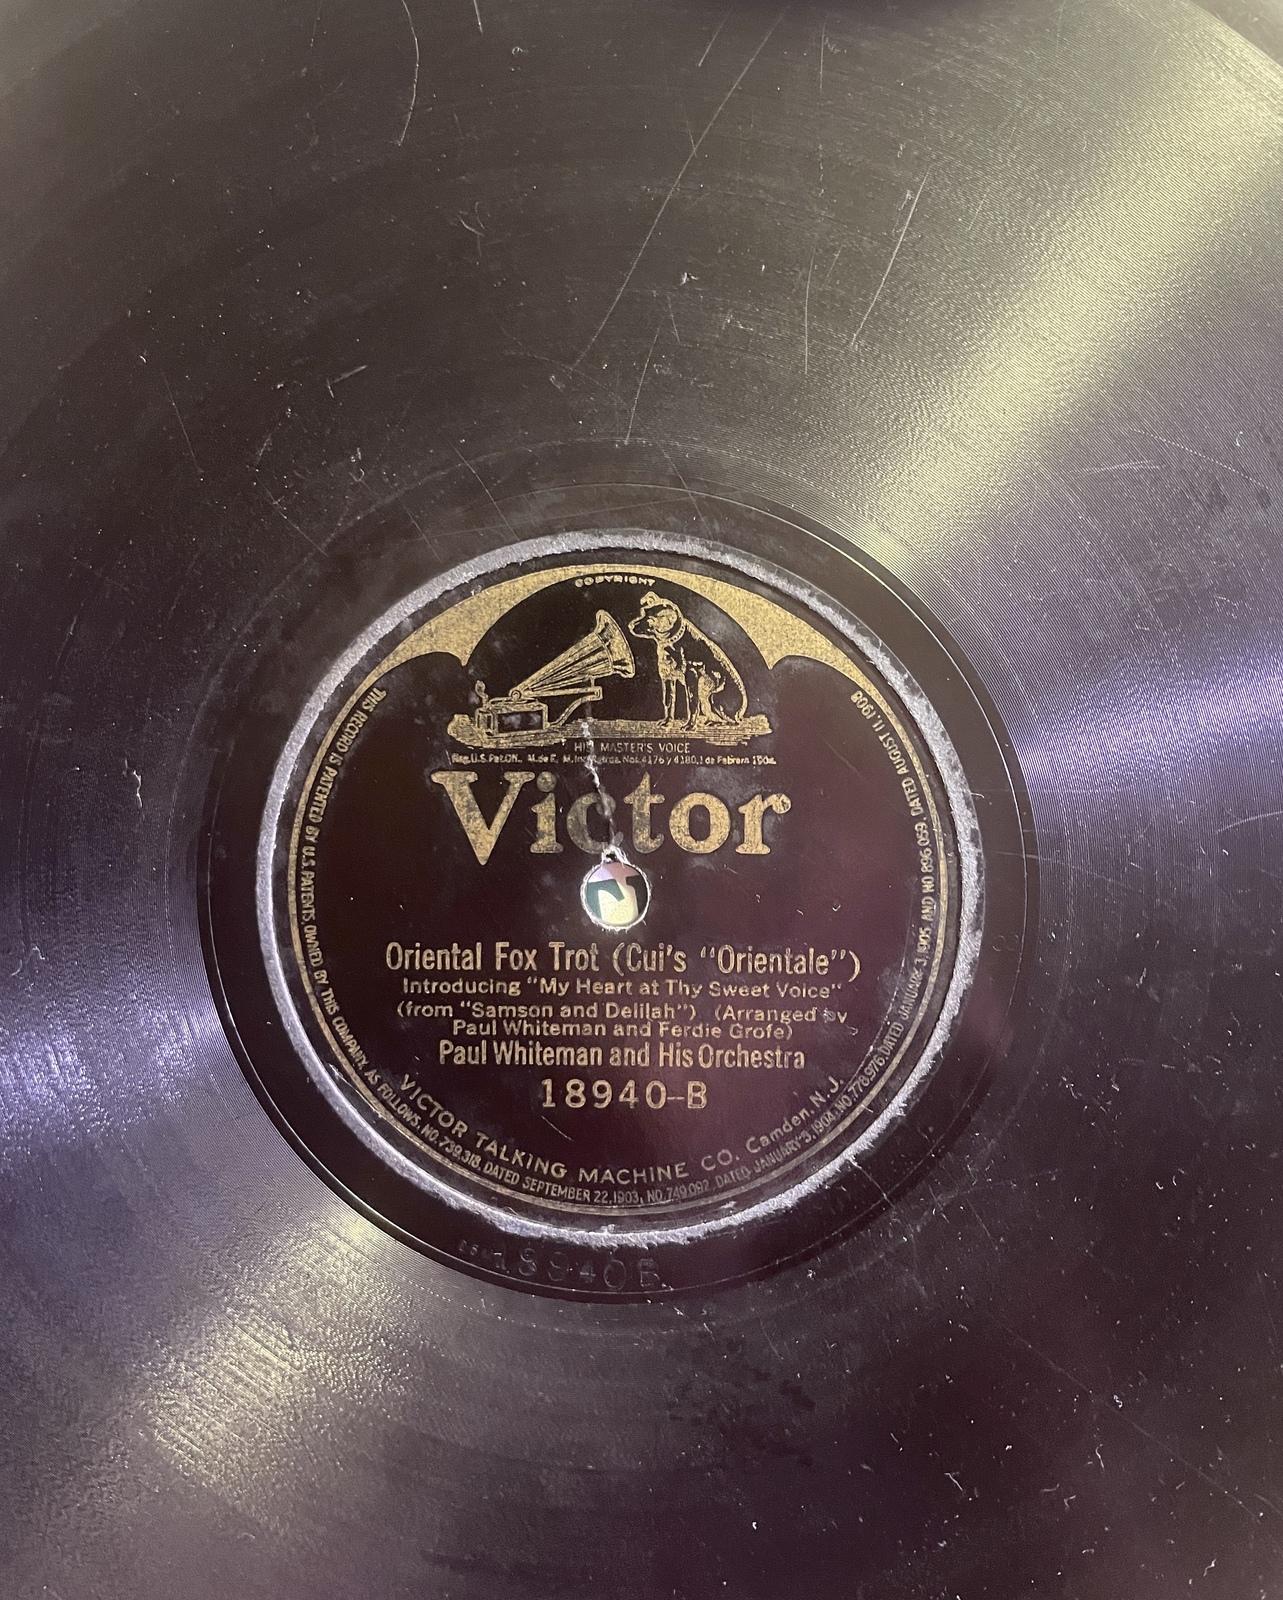 COPYRIGHT
HIS MASTER'S VOICE
Victor
Oriental Fox Trot (Cui's "Orientale")
Introducing "My Heart at Thy Sweet Voice"
(from "Samson and Delilah") (Arranged by
Paul Whiteman and Ferdie Grofe)
Paul Whiteman and His Orchestra
18940-B
VICTOR TALKING MACHINE CO. Camden, N.J.
THIS RECORD IS PATENTED BY U.S. PATENTS, OWNED BY THIS COMPANY, AS FOLLOWS, NO. 739,318, DATED SEPTEMBER 22, 1903, NO. 749,092, DATED JANUARY 5, 1904, NO. 778,976, DATED JANUARY 3, 1905 AND NO 896,059, DATED AUGUST 11, 1908
18940B